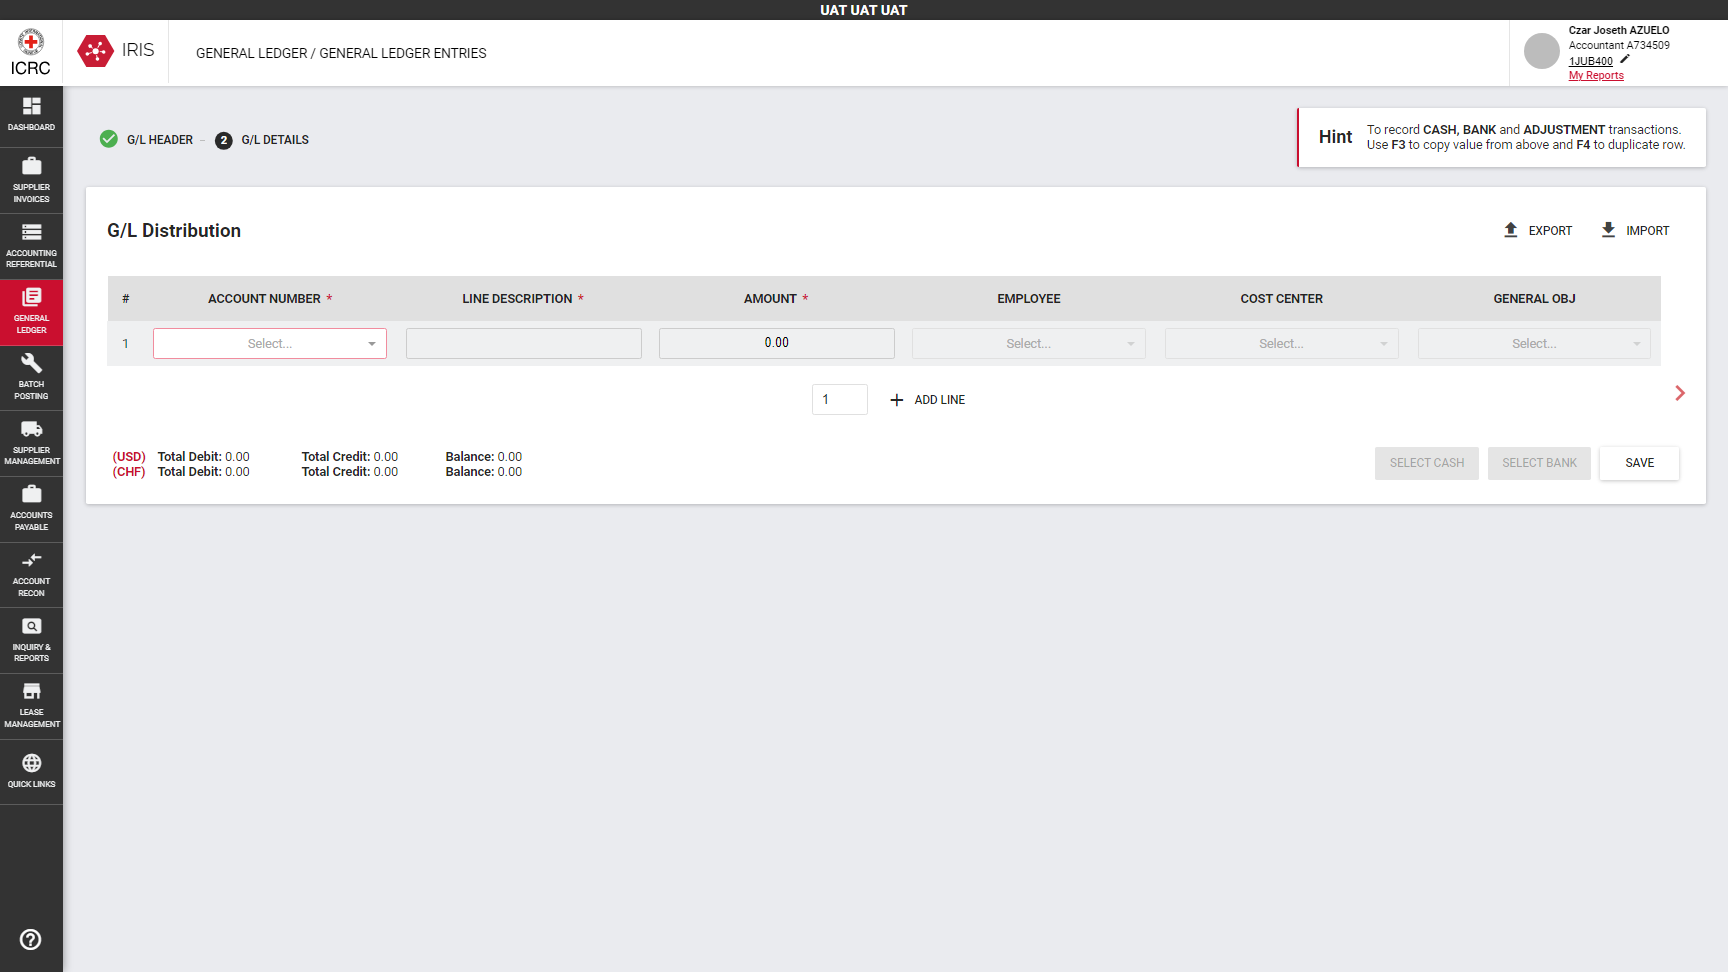 UAT UAT UAT
ICRC
IRIS
GENERAL LEDGER / GENERAL LEDGER ENTRIES
Czar Joseth AZUELO
Accountant A734509
1JUB400
My Reports
DASHBOARD
SUPPLIER
INVOICES
ACCOUNTING
REFERENTIAL
GENERAL
LEDGER
BATCH
POSTING
SUPPLIER
MANAGEMENT
ACCOUNTS
PAYABLE
ACCOUNT
RECON
INQUIRY &
REPORTS
LEASE
MANAGEMENT
QUICK LINKS
G/L HEADER
2 G/L DETAILS
Hint
To record CASH, BANK and ADJUSTMENT transactions.
Use F3 to copy value from above and F4 to duplicate row.
G/L Distribution
EXPORT
IMPORT
# ACCOUNT NUMBER * LINE DESCRIPTION * AMOUNT * EMPLOYEE COST CENTER GENERAL OBJ
1 Select... 0.00 Select... Select... Select...
1 ADD LINE
(USD) Total Debit: 0.00 Total Credit: 0.00 Balance: 0.00
(CHF) Total Debit: 0.00 Total Credit: 0.00 Balance: 0.00
SELECT CASH
SELECT BANK
SAVE